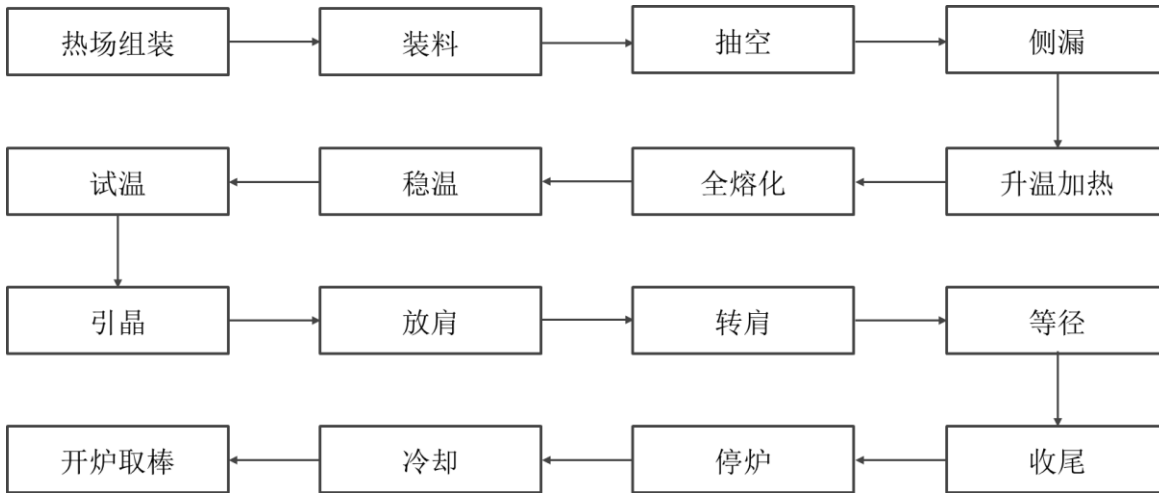 热场组装
装料
抽空
侧漏
升温加热
全熔化
稳温
试温
引晶
放肩
转肩
等径
收尾
停炉
冷却
开炉取棒